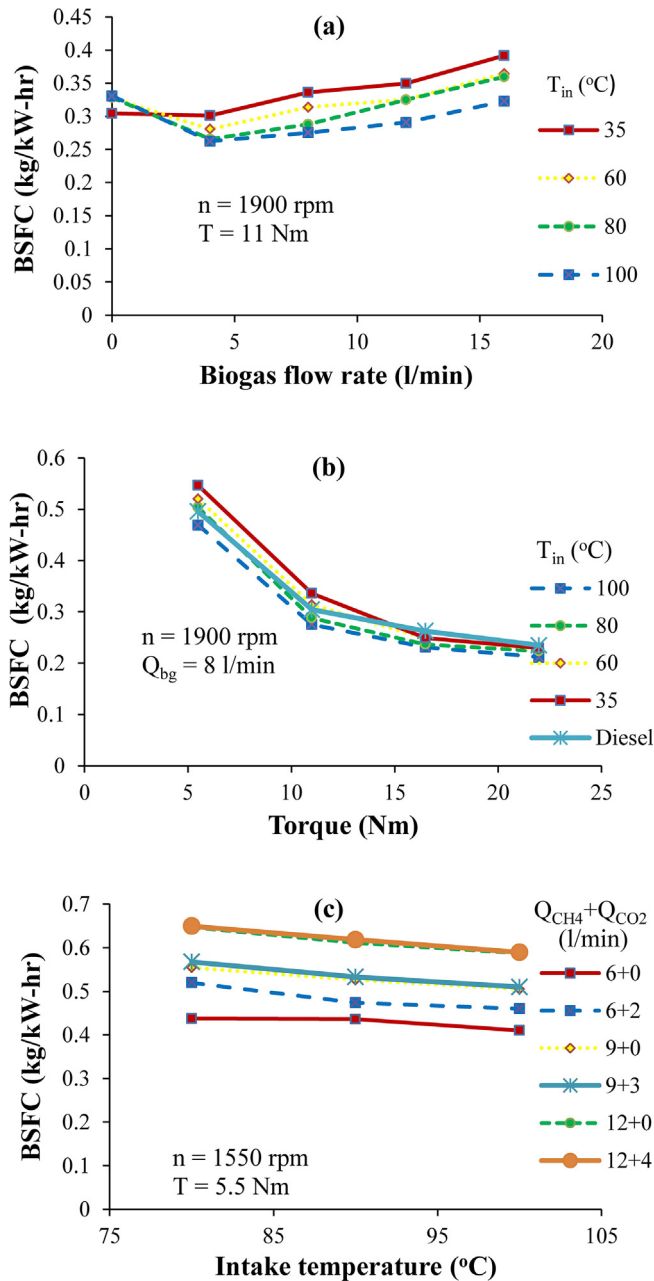 (a)
BSFC (kg/kW-hr)
0.45
0.4
0.35
0.3
0.25
0.2
0.15
0.1
0.05
0
n = 1900 rpm
T = 11 Nm
0 5 10 15 20
Biogas flow rate (l/min)
Tin (oC)
35
60
80
100
(b)
BSFC (kg/kW-hr)
0.6
0.5
0.4
0.3
0.2
0.1
0
n = 1900 rpm
Qbg = 8 l/min
0 5 10 15 20 25
Torque (Nm)
Tin (oC)
100
80
60
35
Diesel
(c)
BSFC (kg/kW-hr)
0.7
0.6
0.5
0.4
0.3
0.2
0.1
0
n = 1550 rpm
T = 5.5 Nm
75 85 95 105
Intake temperature (oC)
QCH4+QCO2
(l/min)
6+0
6+2
9+0
9+3
12+0
12+4